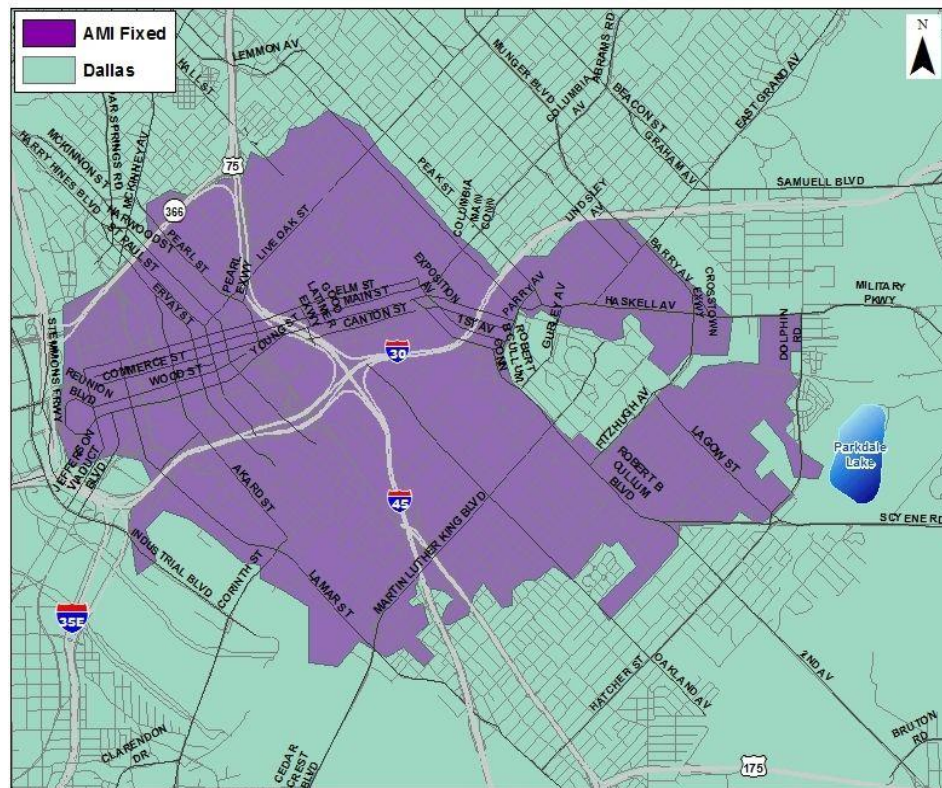 AMI Fixed
Dallas
N
LEMMON AV
HALL ST
MUNGER BLVD
COLUMBIA AV
ABRAMS RD
BEACON ST
GRAHAM AV
EAST GRAND AV
MCKINNON ST
HARRY HINES BLVD
MCKINNEY AV
75
366
PEAK ST
COLUMBIA
MAIN
CONN
SAMUELL BLVD
LINDSLEY AV
HARWOOD ST
ST PAUL ST
PEARL ST
LIVE OAK ST
PEARL EXWY
ERVAY ST
BARRY AV
CROSSTOWN EXWY
EXPOSITION AV
PARRY AV
GURLEY AV
HASKELL AV
MILITARY PKWY
ELM ST
MAIN ST
CANTON ST
GOOD LATIMER EXWY
1ST AV
CONN
ROBERT B CULLUM
DOLPHIN RD
STEMMONS FRWY
YOUNG ST
30
COMMERCE ST
WOOD ST
REUNION BLVD
FITZHUGH AV
LAGOW ST
Parkdale
Lake
JEFFERSON VIADUCT BLVD
AKARD ST
ROBERT B CULLUM BLVD
45
SCYENE RD
INDUSTRIAL BLVD
CORINTH ST
LAMAR ST
MARTIN LUTHER KING BLVD
35E
HATCHER ST
OAKLAND AV
2ND AV
BRUTON RD
CLARENDON DR
CEDAR CREST BLVD
175